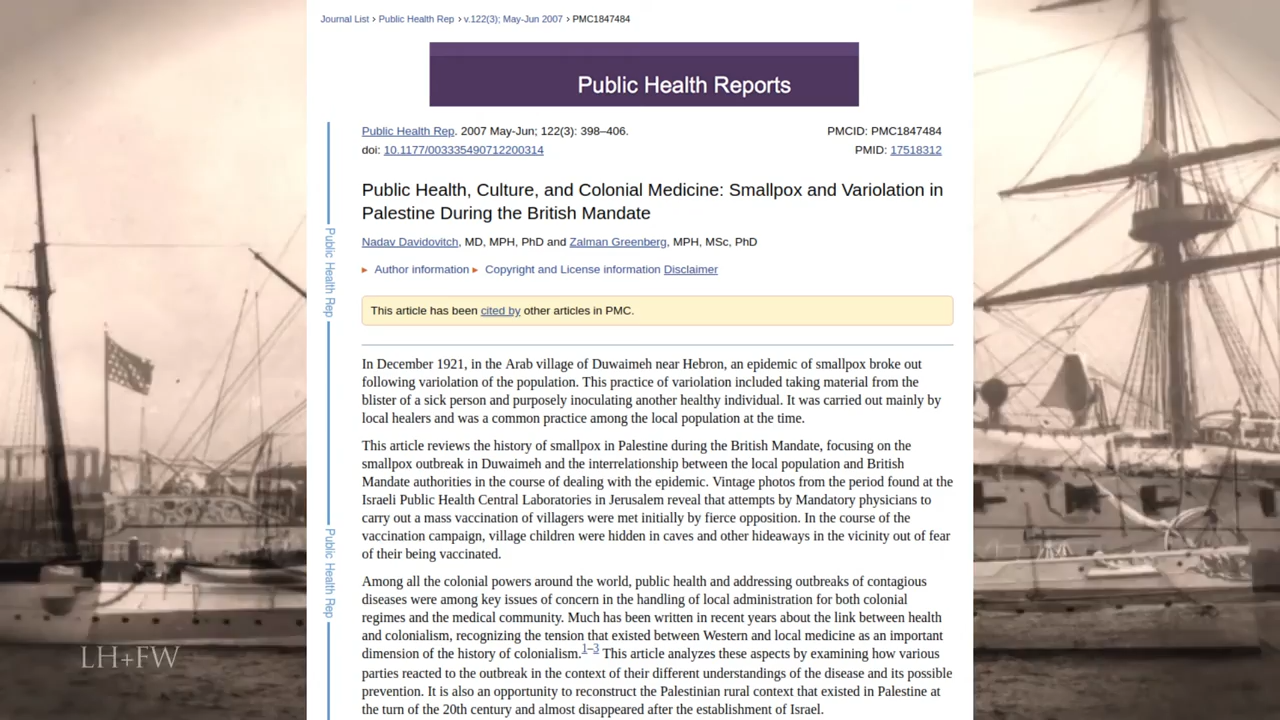 Journal List › Public Health Rep › v.122(3); May-Jun 2007 › PMC1847484
Public Health Reports
Public Health Rep. 2007 May-Jun; 122(3): 398–406.
PMCID: PMC1847484
doi: 10.1177/003335490712200314
PMID: 17518312
Public Health, Culture, and Colonial Medicine: Smallpox and Variolation in
Palestine During the British Mandate
Nadav Davidovitch, MD, MPH, PhD and Zalman Greenberg, MPH, MSc, PhD
► Author information ► Copyright and License information Disclaimer
This article has been cited by other articles in PMC.
In December 1921, in the Arab village of Duwaimeh near Hebron, an epidemic of smallpox broke out
following variolation of the population. This practice of variolation included taking material from the
blister of a sick person and purposely inoculating another healthy individual. It was carried out mainly by
local healers and was a common practice among the local population at the time.
This article reviews the history of smallpox in Palestine during the British Mandate, focusing on the
smallpox outbreak in Duwaimeh and the interrelationship between the local population and British
Mandate authorities in the course of dealing with the epidemic. Vintage photos from the period found at the
Israeli Public Health Central Laboratories in Jerusalem reveal that attempts by Mandatory physicians to
carry out a mass vaccination of villagers were met initially by fierce opposition. In the course of the
vaccination campaign, village children were hidden in caves and other hideaways in the vicinity out of fear
of their being vaccinated.
Among all the colonial powers around the world, public health and addressing outbreaks of contagious
diseases were among key issues of concern in the handling of local administration for both colonial
regimes and the medical community. Much has been written in recent years about the link between health
and colonialism, recognizing the tension that existed between Western and local medicine as an important
dimension of the history of colonialism.1–3 This article analyzes these aspects by examining how various
parties reacted to the outbreak in the context of their different understandings of the disease and its possible
prevention. It is also an opportunity to reconstruct the Palestinian rural context that existed in Palestine at
the turn of the 20th century and almost disappeared after the establishment of Israel.
Public Health Rep
Public Health Rep
LH+FW